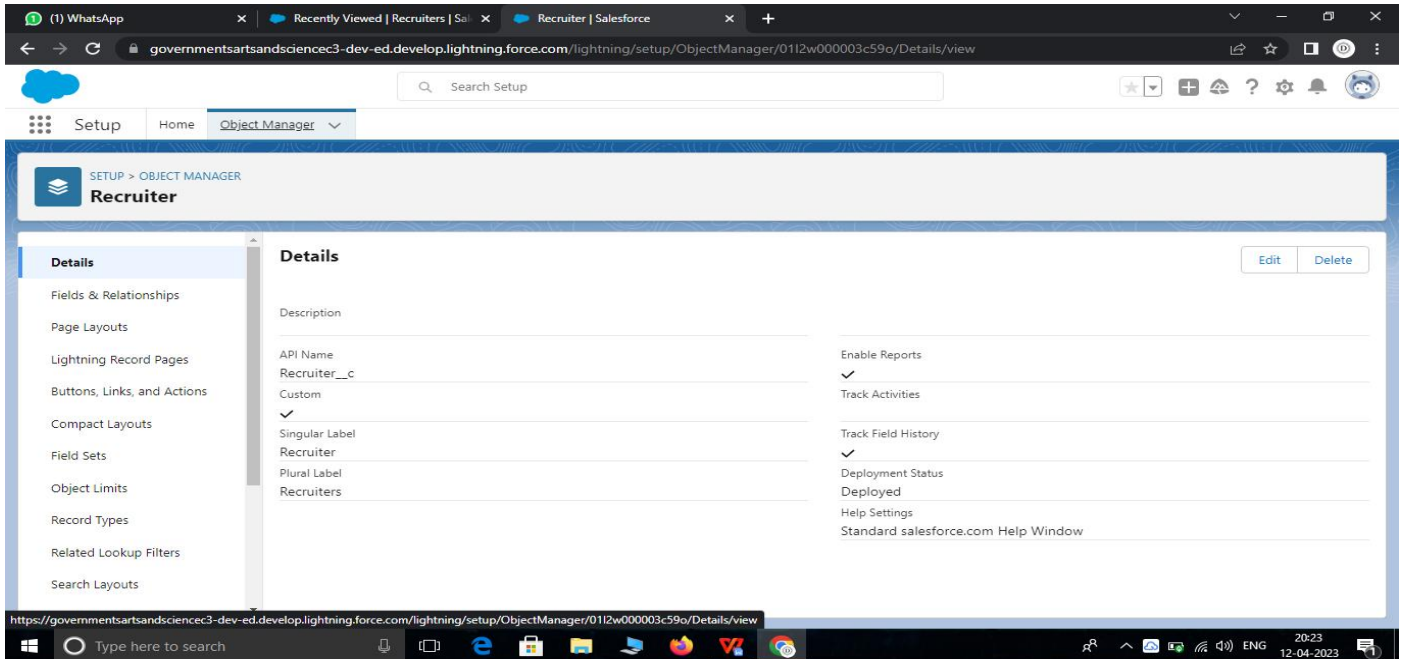 (1) WhatsApp
Recently Viewed | Recruiters | Sal
Recruiter | Salesforce
governmentsartsandsciencec3-dev-ed.develop.lightning.force.com/lightning/setup/ObjectManager/01I2w000003c59o/Details/view
Search Setup
Setup Home Object Manager
SETUP > OBJECT MANAGER
Recruiter
Details
Fields & Relationships
Page Layouts
Lightning Record Pages
Buttons, Links, and Actions
Compact Layouts
Field Sets
Object Limits
Record Types
Related Lookup Filters
Search Layouts
Details
Edit Delete
Description
API Name
Recruiter__c
Custom
Singular Label
Recruiter
Plural Label
Recruiters
Enable Reports
Track Activities
Track Field History
Deployment Status
Deployed
Help Settings
Standard salesforce.com Help Window
https://governmentsartsandsciencec3-dev-ed.develop.lightning.force.com/lightning/setup/ObjectManager/01I2w000003c59o/Details/view
Type here to search
ENG
20:23
12-04-2023